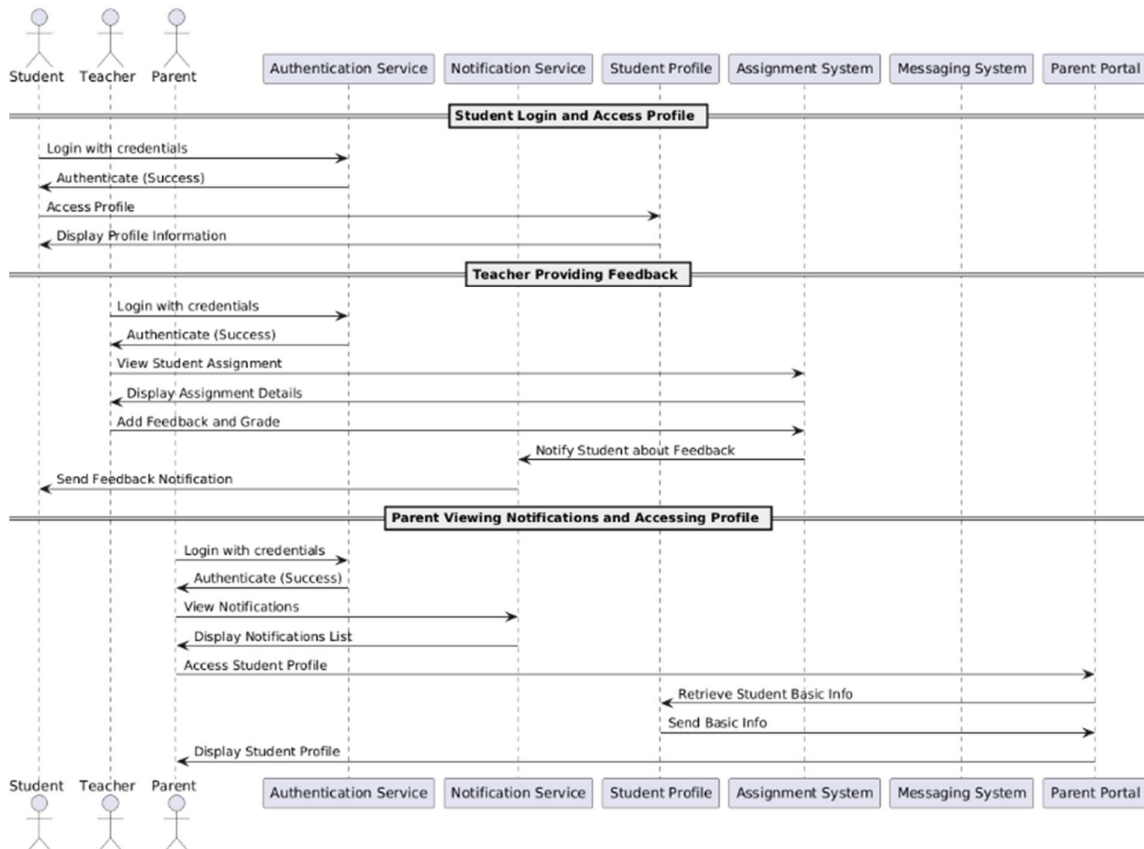 Student Teacher Parent Authentication Service Notification Service Student Profile Assignment System Messaging System Parent Portal
Student Login and Access Profile
Login with credentials
Authenticate (Success)
Access Profile
Display Profile Information
Teacher Providing Feedback
Login with credentials
Authenticate (Success)
View Student Assignment
Display Assignment Details
Add Feedback and Grade
Notify Student about Feedback
Send Feedback Notification
Parent Viewing Notifications and Accessing Profile
Login with credentials
Authenticate (Success)
View Notifications
Display Notifications List
Access Student Profile
Retrieve Student Basic Info
Send Basic Info
Display Student Profile
Student Teacher Parent Authentication Service Notification Service Student Profile Assignment System Messaging System Parent Portal